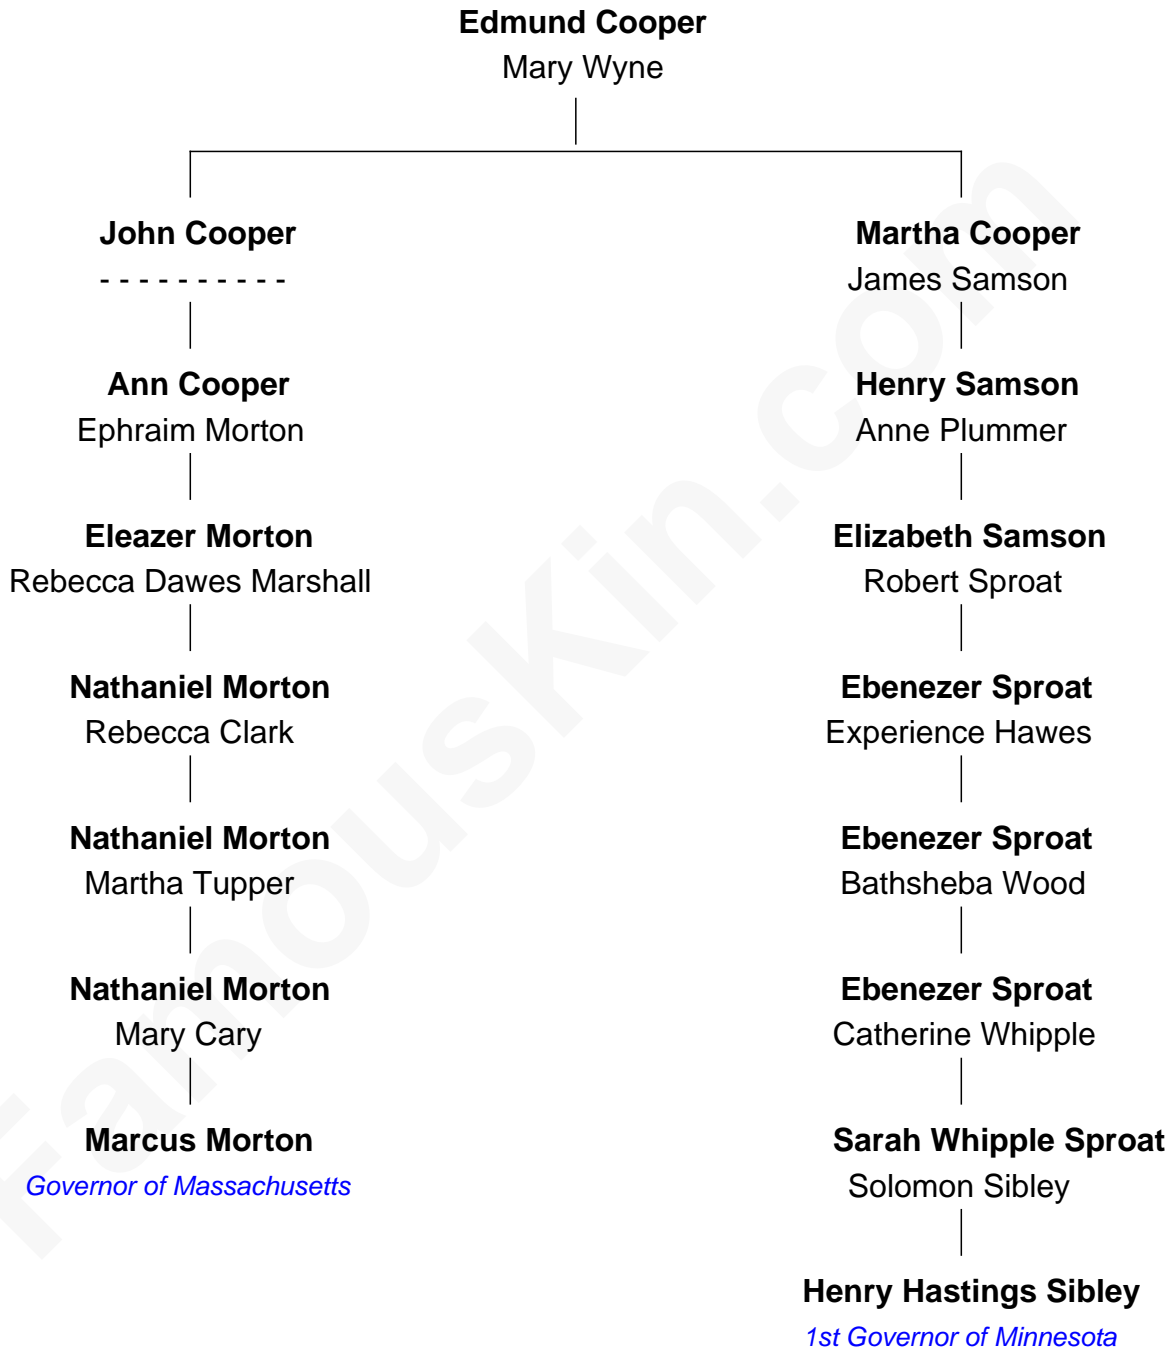 Edmund Cooper
Mary Wyne
John Cooper
- - - - - - - - - -
Martha Cooper
James Samson
Ann Cooper
Ephraim Morton
Henry Samson
Anne Plummer
Eleazer Morton
Rebecca Dawes Marshall
Elizabeth Samson
Robert Sproat
Nathaniel Morton
Rebecca Clark
Ebenezer Sproat
Experience Hawes
Nathaniel Morton
Martha Tupper
Ebenezer Sproat
Bathsheba Wood
Nathaniel Morton
Mary Cary
Ebenezer Sproat
Catherine Whipple
Marcus Morton
Governor of Massachusetts
Sarah Whipple Sproat
Solomon Sibley
Henry Hastings Sibley
1st Governor of Minnesota
FamousKin.com